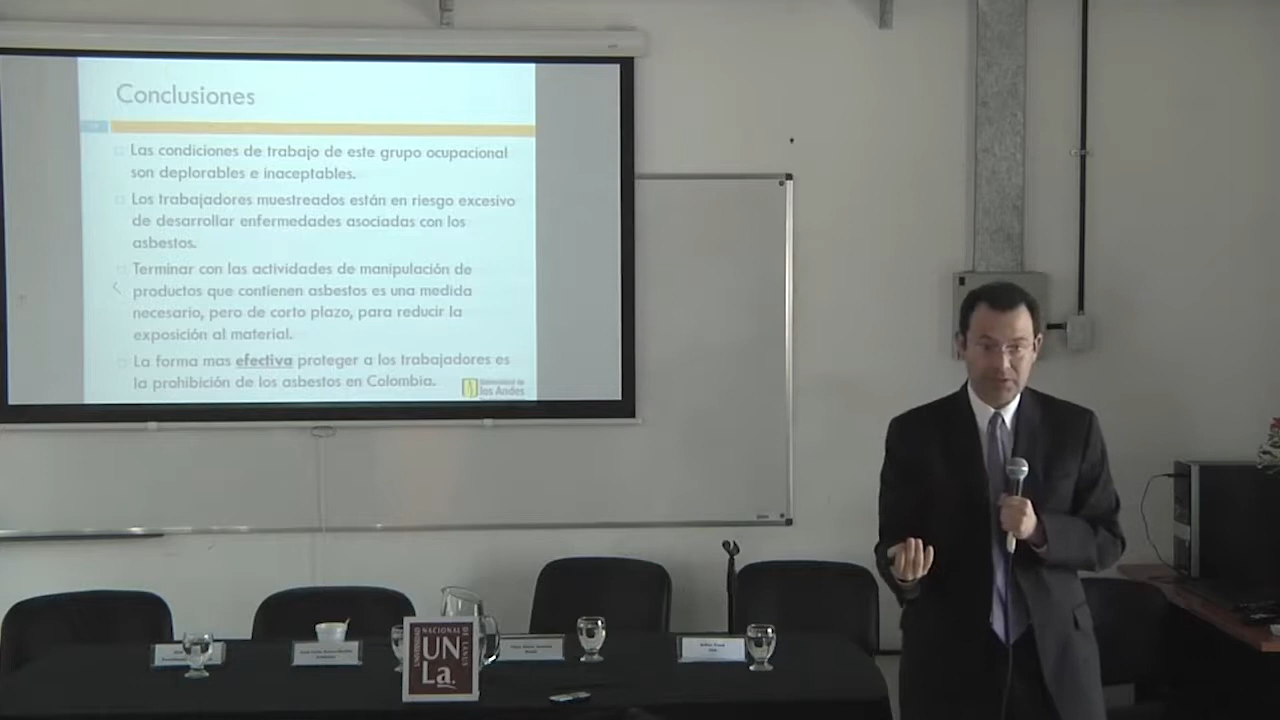 Conclusiones
Las condiciones de trabajo de este grupo ocupacional
son deplorables e inaceptables.
Los trabajadores muestreados están en riesgo excesivo
de desarrollar enfermedades asociadas con los
asbestos.
Terminar con las actividades de manipulación de
productos que contienen asbestos es una medida
necesario, pero de corto plazo, para reducir la
exposición al material.
La forma mas efectiva proteger a los trabajadores es
la prohibición de los asbestos en Colombia.
Universidad de
los Andes
UNIVERSIDAD
NACIONAL
DE LANUS
UN
La.